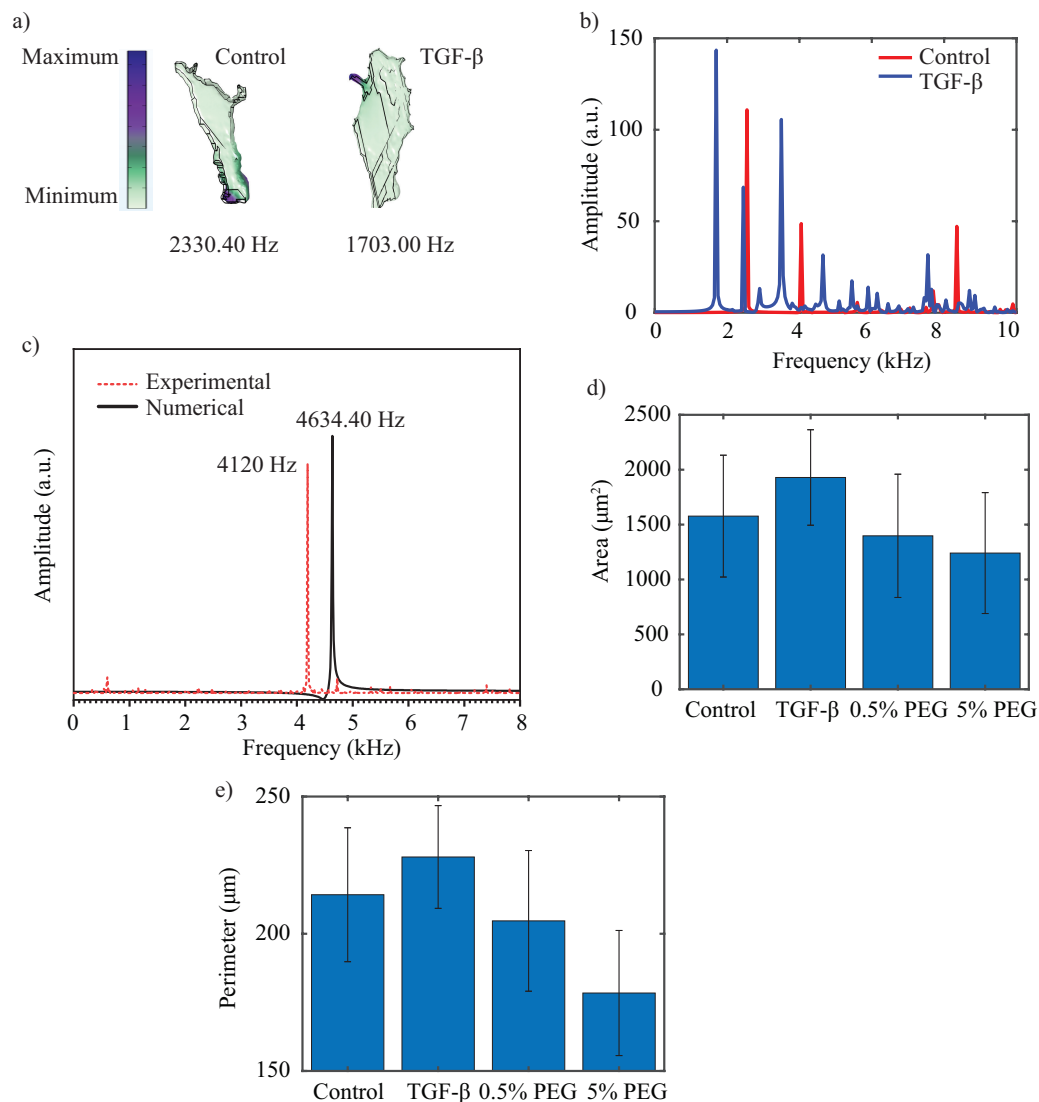 a)
Maximum
Minimum
Control
TGF-β
2330.40 Hz
1703.00 Hz
b)
150
100
50
0
Amplitude (a.u.)
Control
TGF-β
0 2 4 6 8 10
Frequency (kHz)
c)
Experimental
Numerical
4634.40 Hz
4120 Hz
Amplitude (a.u.)
0 1 2 3 4 5 6 7 8
Frequency (kHz)
d)
2500
2000
1500
1000
500
0
Area (μm²)
Control TGF-β 0.5% PEG 5% PEG
e)
250
200
150
Perimeter (μm)
Control TGF-β 0.5% PEG 5% PEG